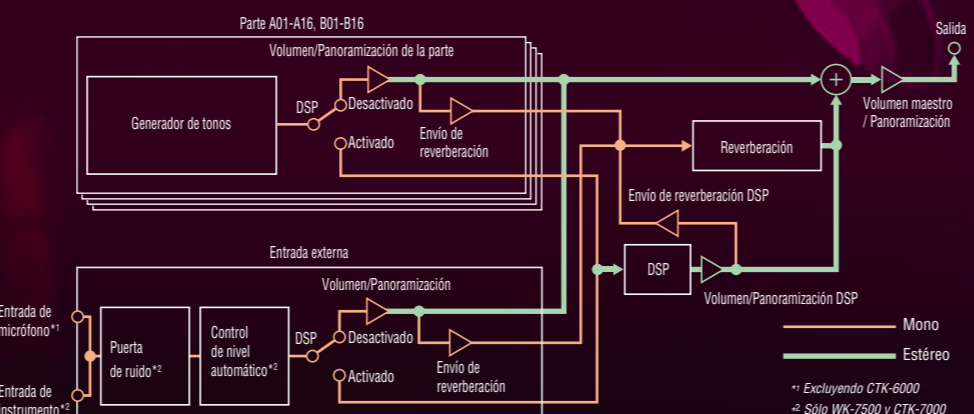 Parte A01-A16, B01-B16
Salida
Volumen/Panoramización de la parte
Generador de tonos
DSP
Desactivado
Activado
Envío de
reverberación
Volumen maestro
/ Panoramización
Reverberación
Envío de reverberación DSP
DSP
Volumen/Panoramización DSP
Entrada externa
Volumen/Panoramización
Entrada de
micrófono*1
Puerta
de ruido*2
Control
de nivel
automático*2
DSP
Desactivado
Activado
Envío de
reverberación
Entrada de
instrumento*2
Mono
Estéreo
*1 Excluyendo CTK-6000
*2 Sólo WK-7500 y CTK-7000